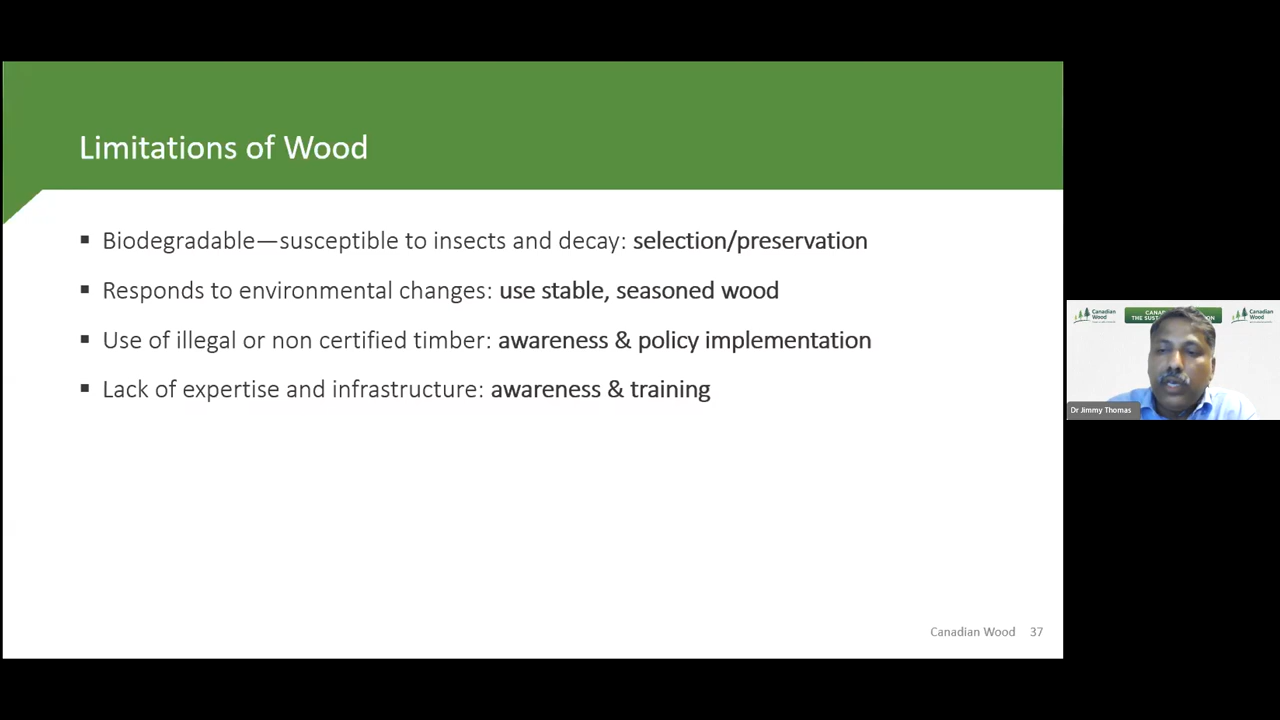 Limitations of Wood
▪ Biodegradable—susceptible to insects and decay: selection/preservation
▪ Responds to environmental changes: use stable, seasoned wood
▪ Use of illegal or non certified timber: awareness & policy implementation
▪ Lack of expertise and infrastructure: awareness & training
Canadian Wood 37
Canadian
Wood
Canadian
Wood
Dr Jimmy Thomas